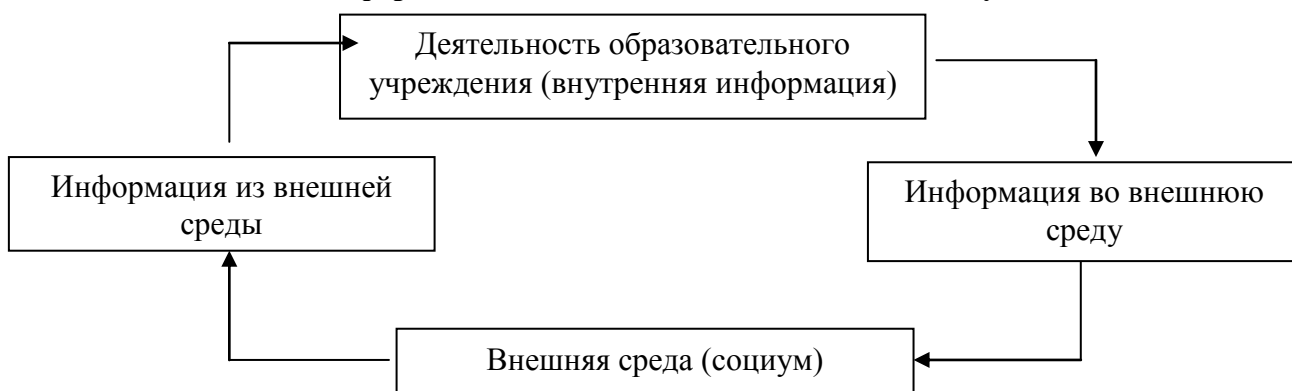 Деятельность образовательного
учреждения (внутренняя информация)
Информация из внешней
среды
Информация во внешнюю
среду
Внешняя среда (социум)